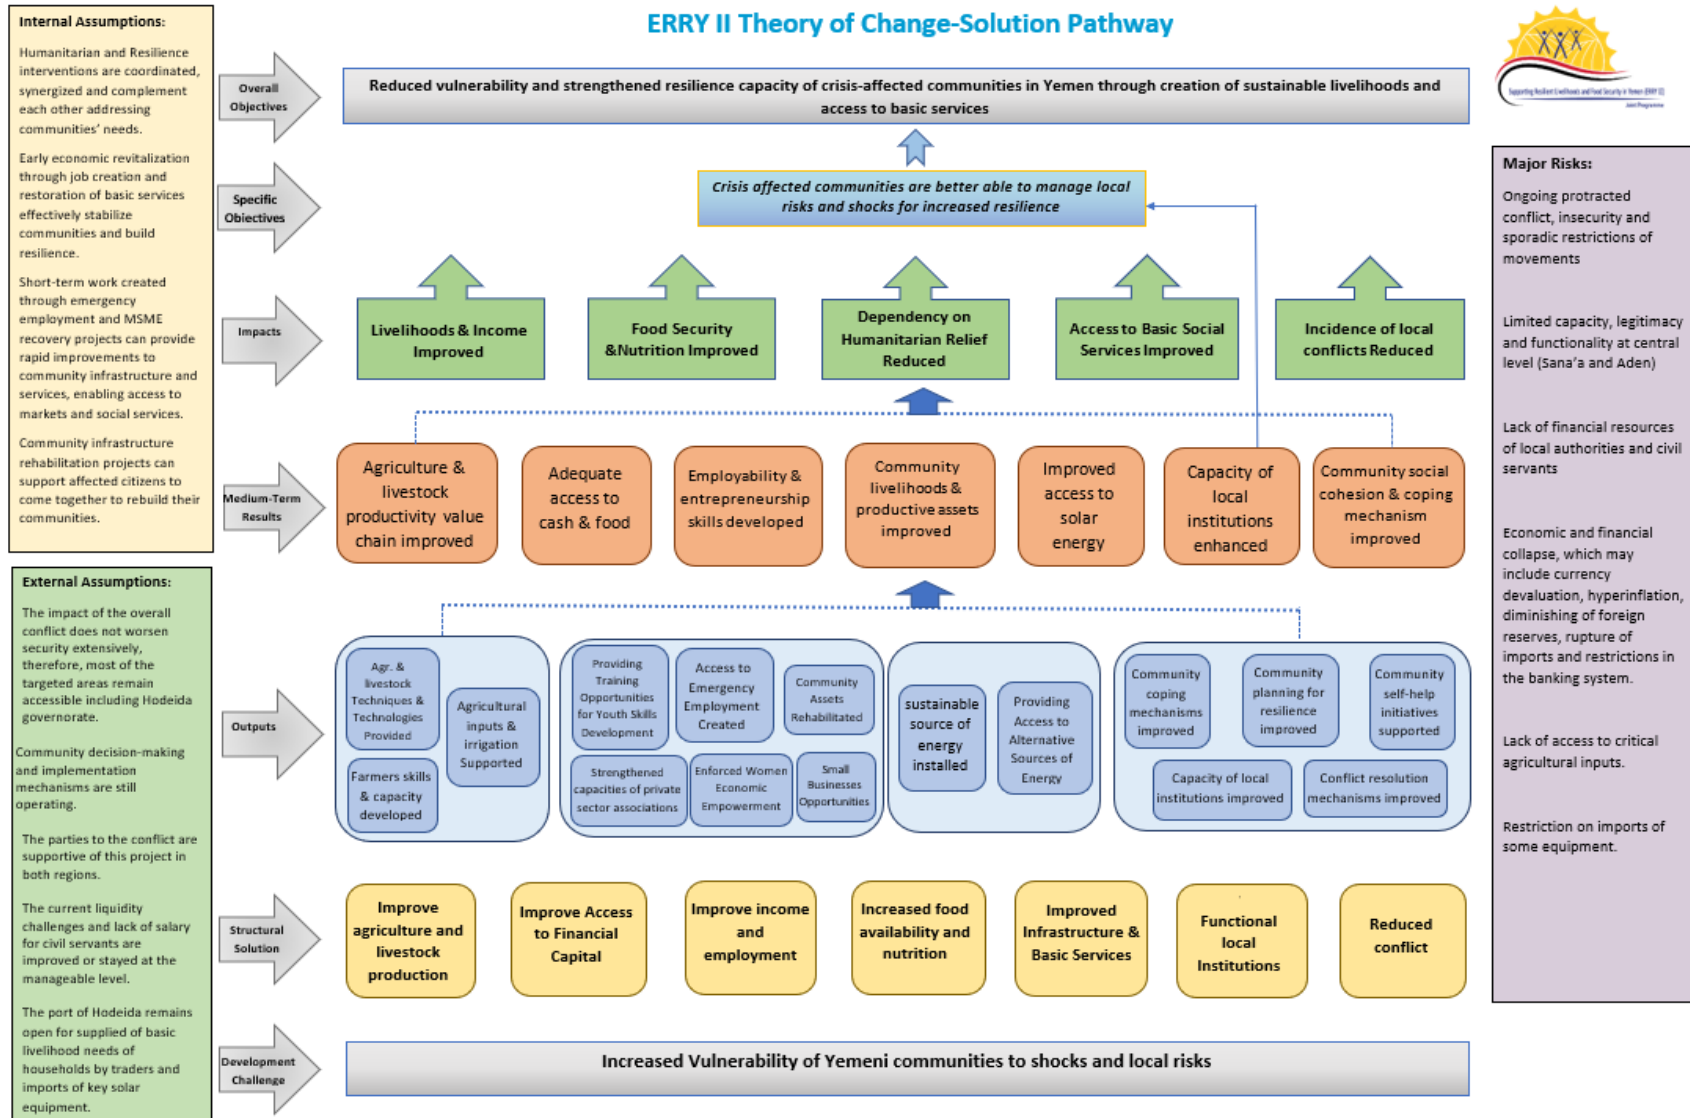 ERRY II Theory of Change-Solution Pathway
Internal Assumptions:
Humanitarian and Resilience
interventions are coordinated,
synergized and complement
each other addressing
communities' needs.
Early economic revitalization
through job creation and
restoration of basic services
effectively stabilize
communities and build
resilience.
Short-term work created
through emergency
employment and MSME
recovery projects can provide
rapid improvements to
community infrastructure and
services, enabling access to
markets and social services.
Community infrastructure
rehabilitation projects can
support affected citizens to
come together to rebuild their
communities.
External Assumptions:
The impact of the overall
conflict does not worsen
security extensively,
therefore, most of the
targeted areas remain
accessible including Hodeida
governorate.
Community decision-making
and implementation
mechanisms are still
operating.
The parties to the conflict are
supportive of this project in
both regions.
The current liquidity
challenges and lack of salary
for civil servants are
improved or stayed at the
manageable level.
The port of Hodeida remains
open for supplied of basic
livelihood needs of
households by traders and
imports of key solar
equipment.
Overall
Objectives
Reduced vulnerability and strengthened resilience capacity of crisis-affected communities in Yemen through creation of sustainable livelihoods and
access to basic services
Specific
Objectives
Crisis affected communities are better able to manage local
risks and shocks for increased resilience
Impacts
Livelihoods & Income
Improved
Food Security
&Nutrition Improved
Dependency on
Humanitarian Relief
Reduced
Access to Basic Social
Services Improved
Incidence of local
conflicts Reduced
Medium-Term
Results
Agriculture &
livestock
productivity value
chain improved
Adequate
access to
cash & food
Employability &
entrepreneurship
skills developed
Community
livelihoods &
productive assets
improved
Improved
access to
solar
energy
Capacity of
local
institutions
enhanced
Community social
cohesion & coping
mechanism
improved
Outputs
Agr. &
livestock
Techniques &
Technologies
Provided
Agricultural
inputs &
irrigation
Supported
Farmers skills
& capacity
developed
Providing
Training
Opportunities
for Youth Skills
Development
Access to
Emergency
Employment
Created
Community
Assets
Rehabilitated
Strengthened
capacities of private
sector associations
Enforced Women
Economic
Empowerment
Small
Businesses
Opportunities
sustainable
source of
energy
installed
Providing
Access to
Alternative
Sources of
Energy
Community
coping
mechanisms
improved
Community
planning for
resilience
improved
Community
self-help
initiatives
supported
Capacity of local
institutions improved
Conflict resolution
mechanisms improved
Structural
Solution
Improve
agriculture and
livestock
production
Improve Access
to Financial
Capital
Improve income
and
employment
Increased food
availability and
nutrition
Improved
Infrastructure &
Basic Services
Functional
local
Institutions
Reduced
conflict
Development
Challenge
Increased Vulnerability of Yemeni communities to shocks and local risks
Supporting Resilient Livelihoods and Food Security in Yemen (ERRY II)
Joint Programme
Major Risks:
Ongoing protracted
conflict, insecurity and
sporadic restrictions of
movements
Limited capacity, legitimacy
and functionality at central
level (Sana'a and Aden)
Lack of financial resources
of local authorities and civil
servants
Economic and financial
collapse, which may
include currency
devaluation, hyperinflation,
diminishing of foreign
reserves, rupture of
imports and restrictions in
the banking system.
Lack of access to critical
agricultural inputs.
Restriction on imports of
some equipment.